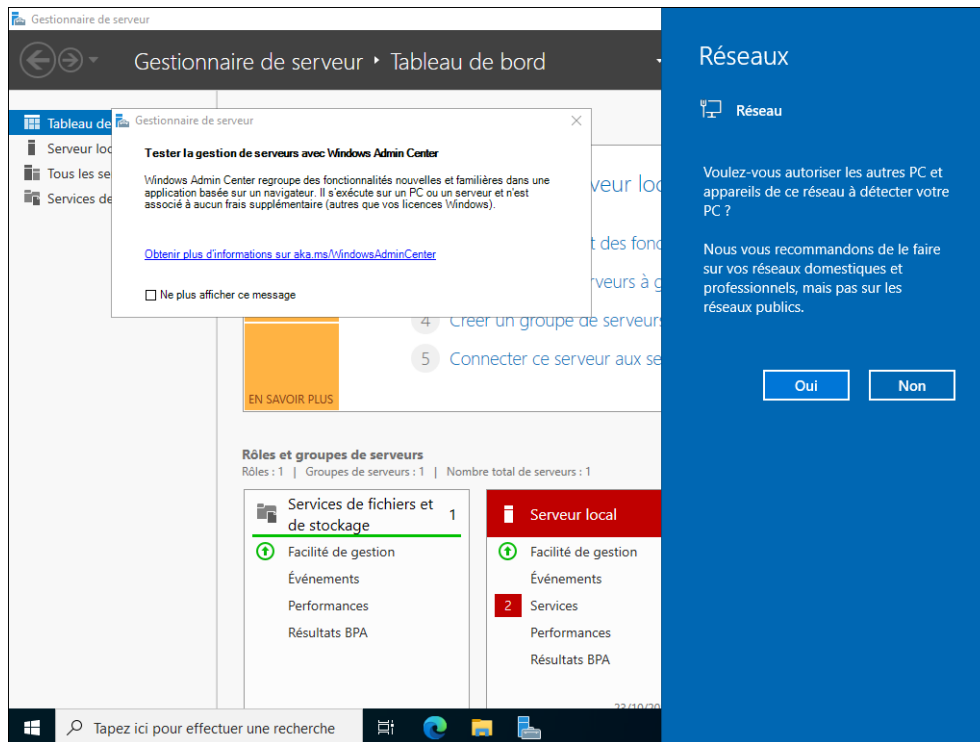 Gestionnaire de serveur
Gestionnaire de serveur • Tableau de bord
Tableau de
Serveur loc
Tous les se
Services de
Gestionnaire de serveur
Tester la gestion de serveurs avec Windows Admin Center
Windows Admin Center regroupe des fonctionnalités nouvelles et familières dans une
application basée sur un navigateur. Il s'exécute sur un PC ou un serveur et n'est
associé à aucun frais supplémentaire (autres que vos licences Windows).
Obtenir plus d'informations sur aka.ms/WindowsAdminCenter
Ne plus afficher ce message
veur loc
t des fonc
rveurs à g
4 Créer un groupe de serveurs
5 Connecter ce serveur aux se
EN SAVOIR PLUS
Rôles et groupes de serveurs
Rôles : 1 | Groupes de serveurs : 1 | Nombre total de serveurs : 1
Services de fichiers et
de stockage
1
Facilité de gestion
Événements
Performances
Résultats BPA
Serveur local
Facilité de gestion
Événements
2 Services
Performances
Résultats BPA
Réseaux
Réseau
Voulez-vous autoriser les autres PC et
appareils de ce réseau à détecter votre
PC ?
Nous vous recommandons de le faire
sur vos réseaux domestiques et
professionnels, mais pas sur les
réseaux publics.
Oui
Non
Tapez ici pour effectuer une recherche